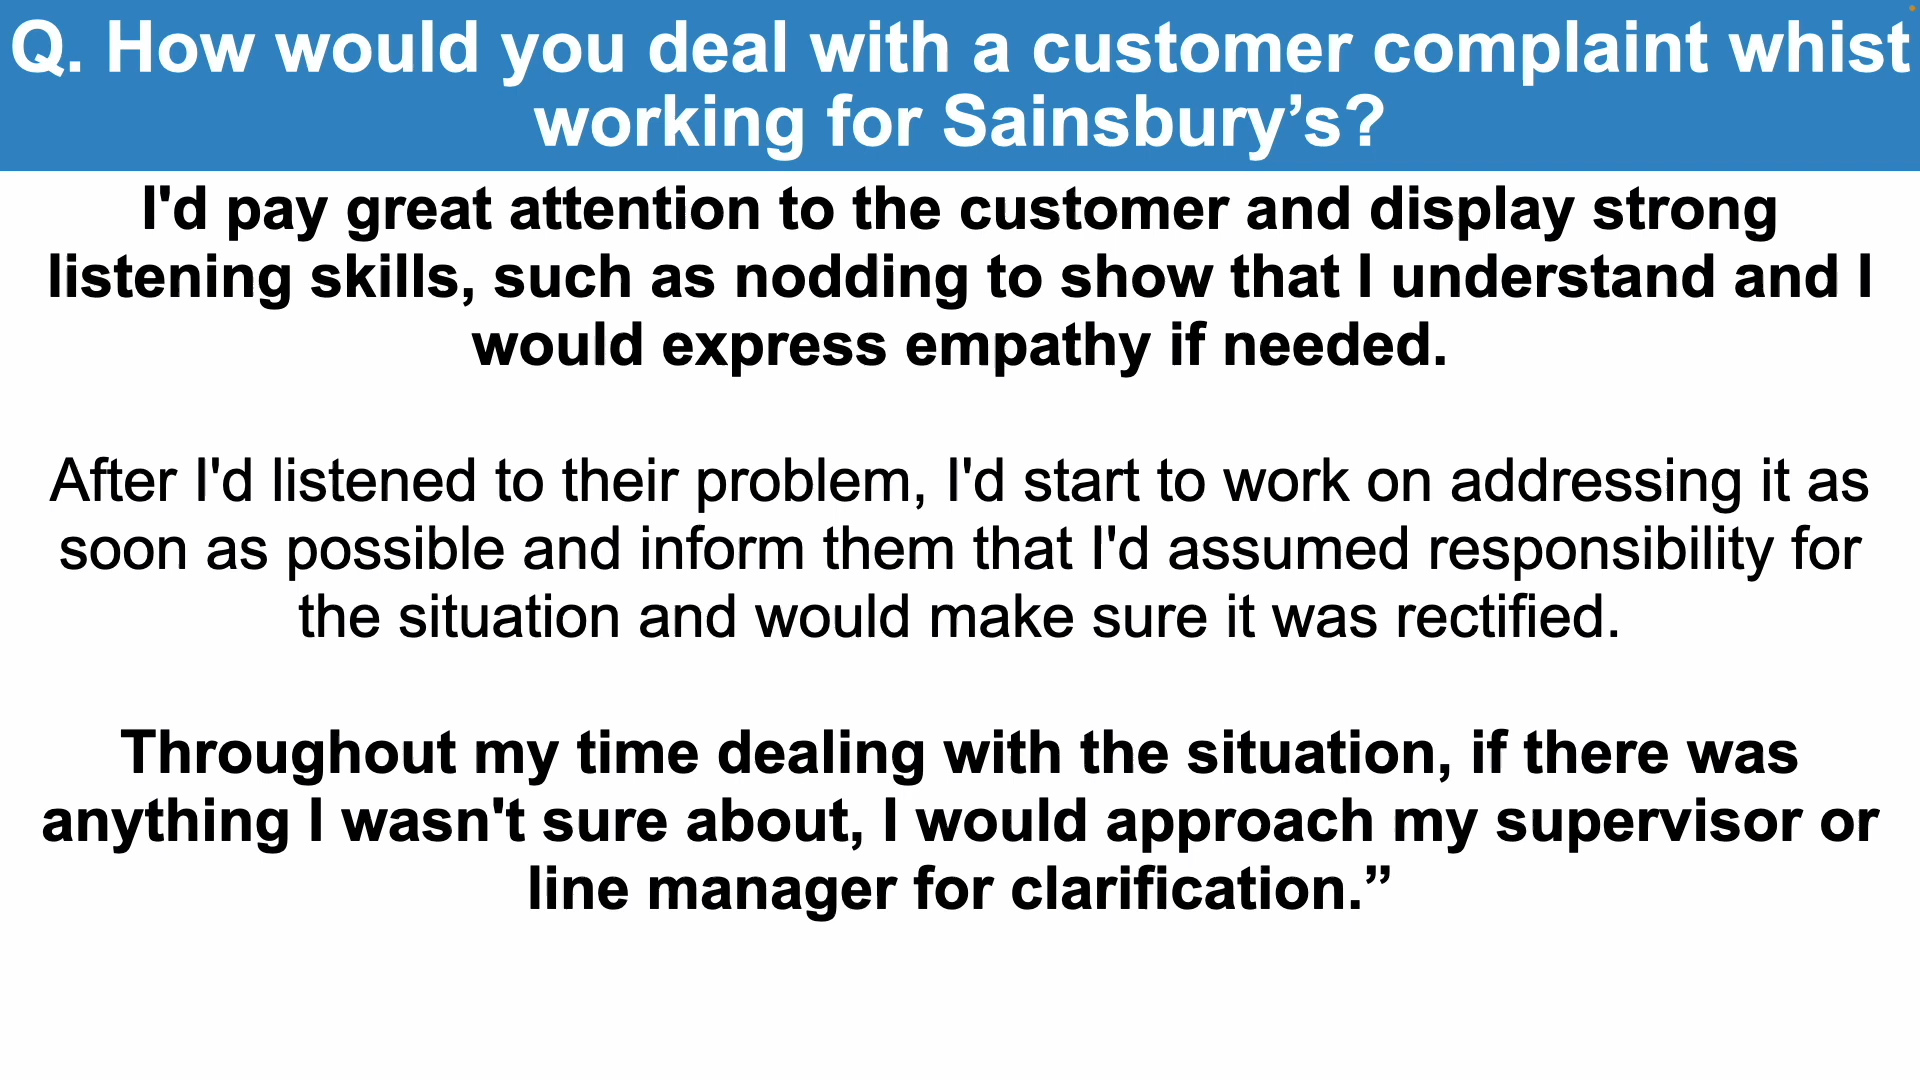 Q. How would you deal with a customer complaint whist
working for Sainsbury’s?
I'd pay great attention to the customer and display strong
listening skills, such as nodding to show that I understand and I
would express empathy if needed.
After I'd listened to their problem, I'd start to work on addressing it as
soon as possible and inform them that I'd assumed responsibility for
the situation and would make sure it was rectified.
Throughout my time dealing with the situation, if there was
anything I wasn't sure about, I would approach my supervisor or
line manager for clarification.”